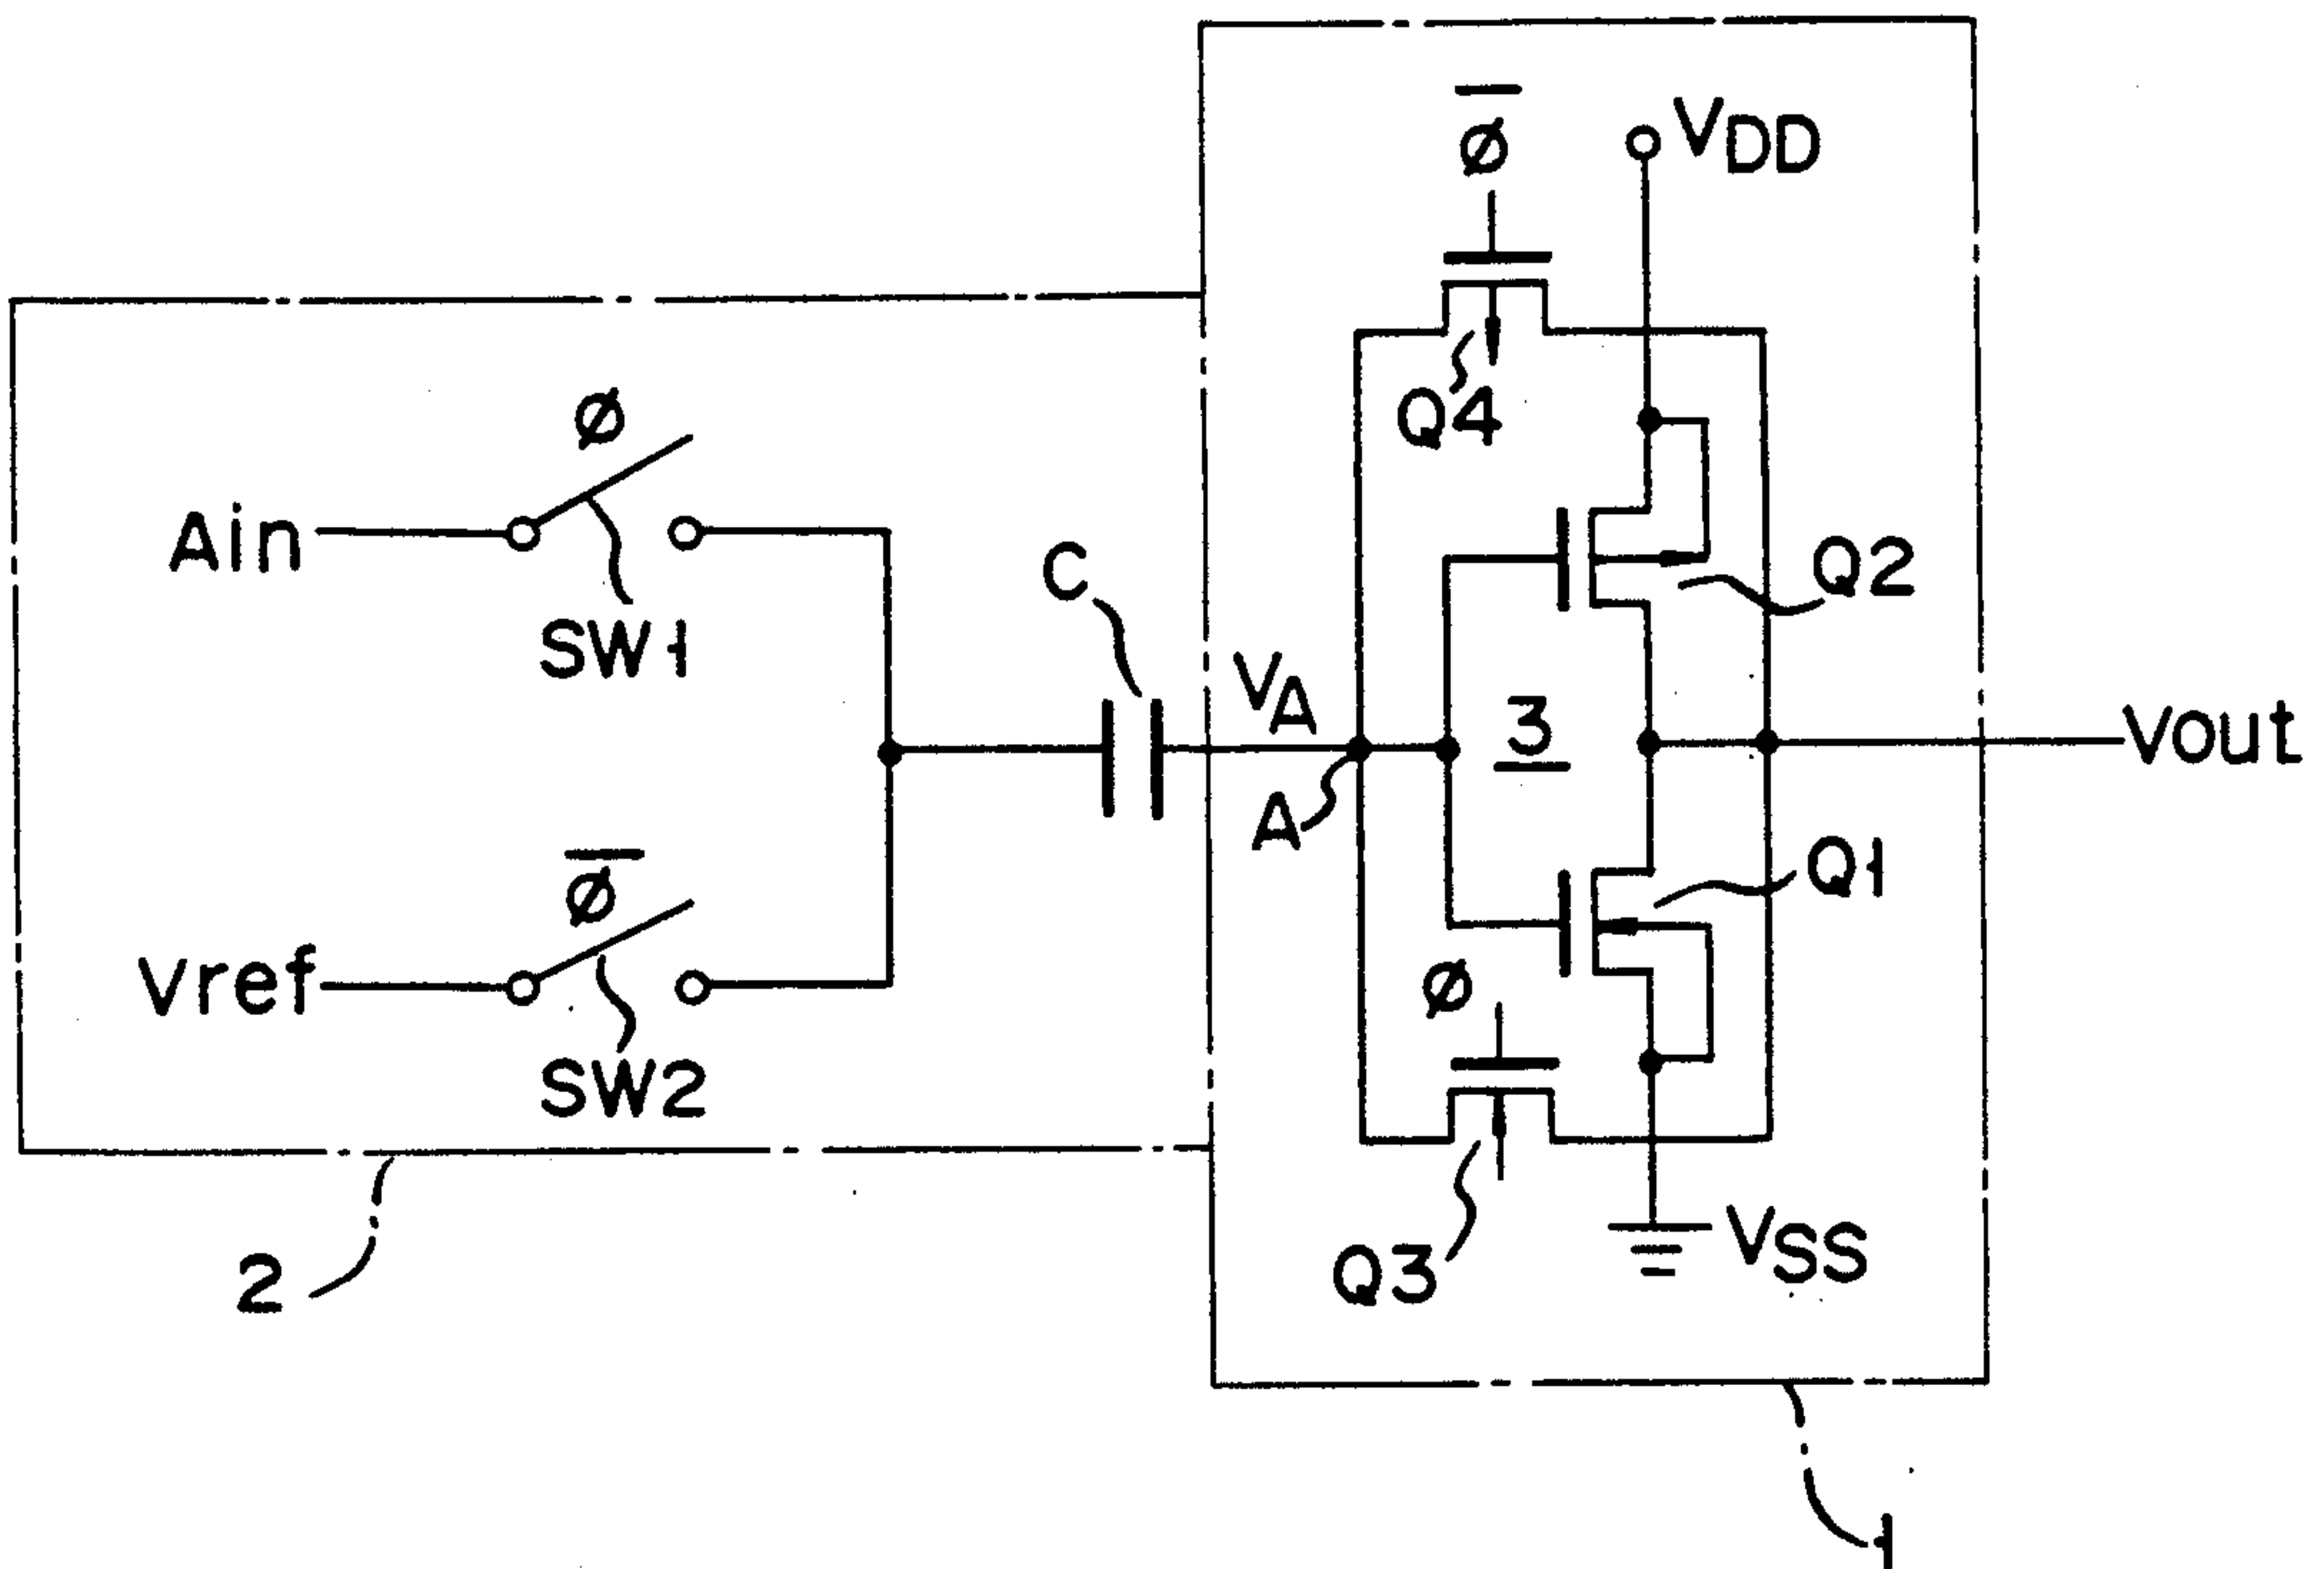 φ̅
VDD
Q4
φ
Ain
SW1
C
Q2
VA
3
Vout
A
φ̅
Q1
Vref
φ
SW2
VSS
Q3
2
1